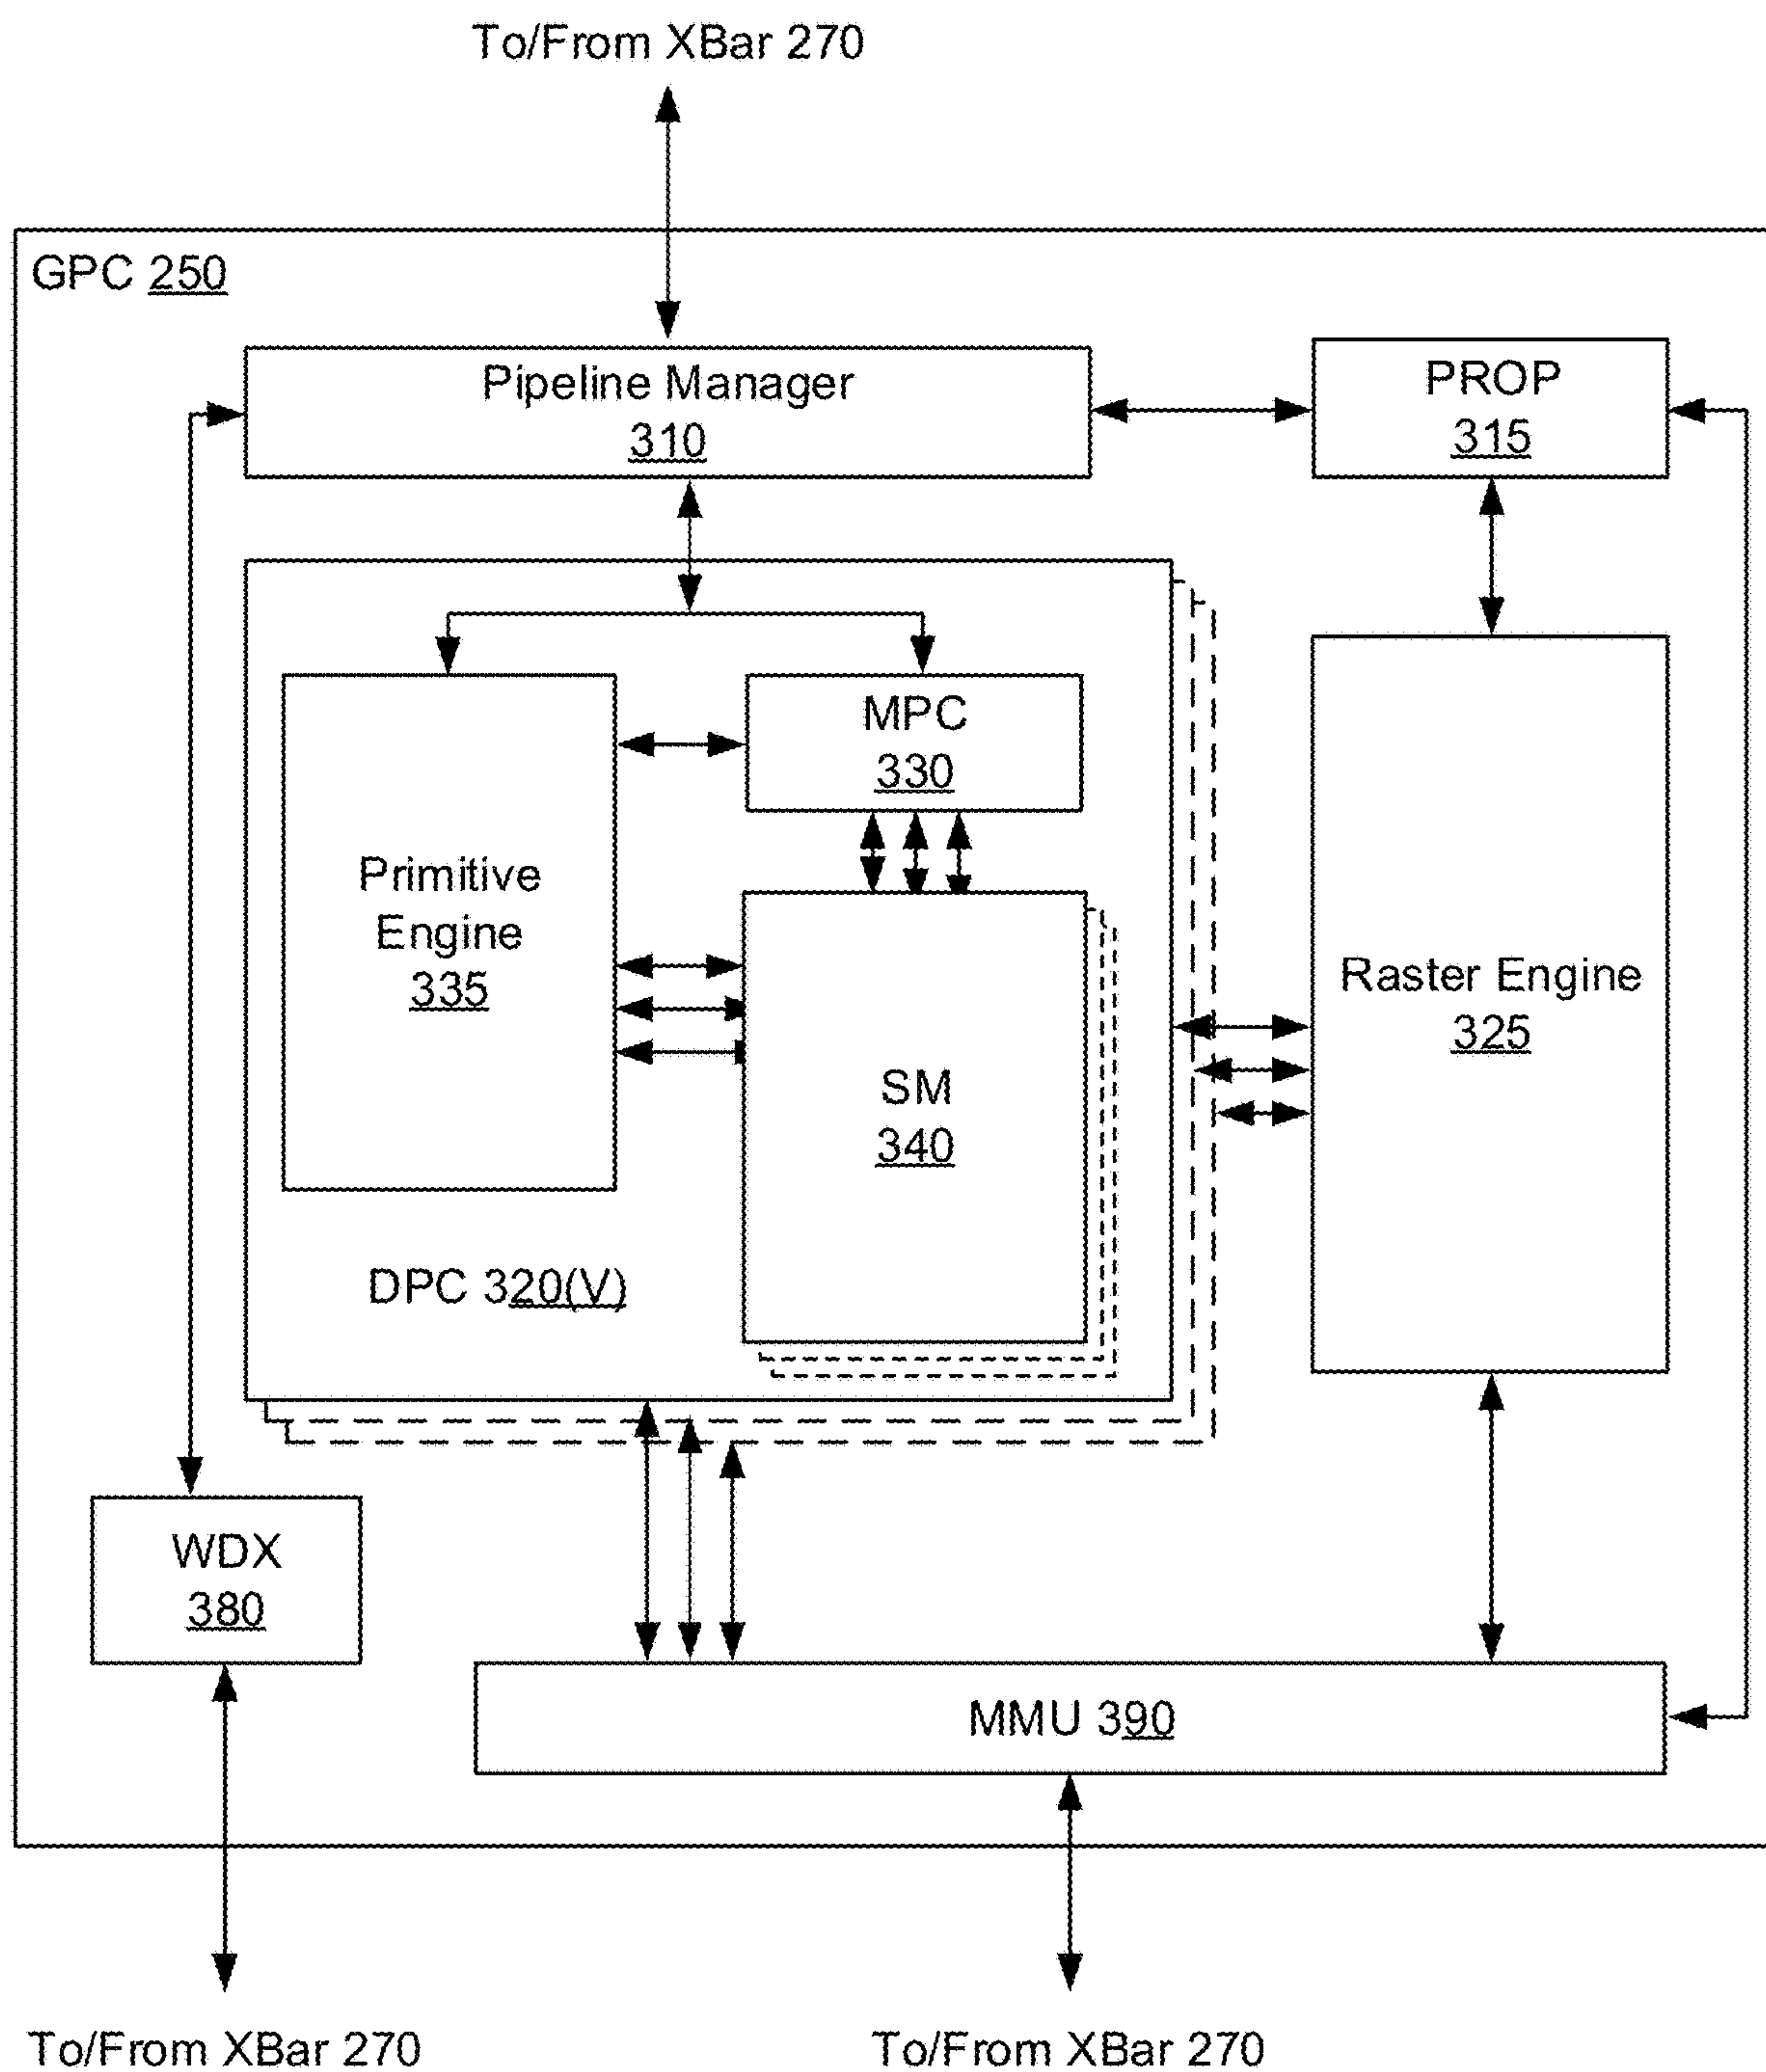 To/From XBar 270
GPC 250
Pipeline Manager
310
PROP
315
MPC
330
Primitive
Engine
335
Raster Engine
325
SM
340
DPC 320(V)
WDX
380
MMU 390
To/From XBar 270
To/From XBar 270